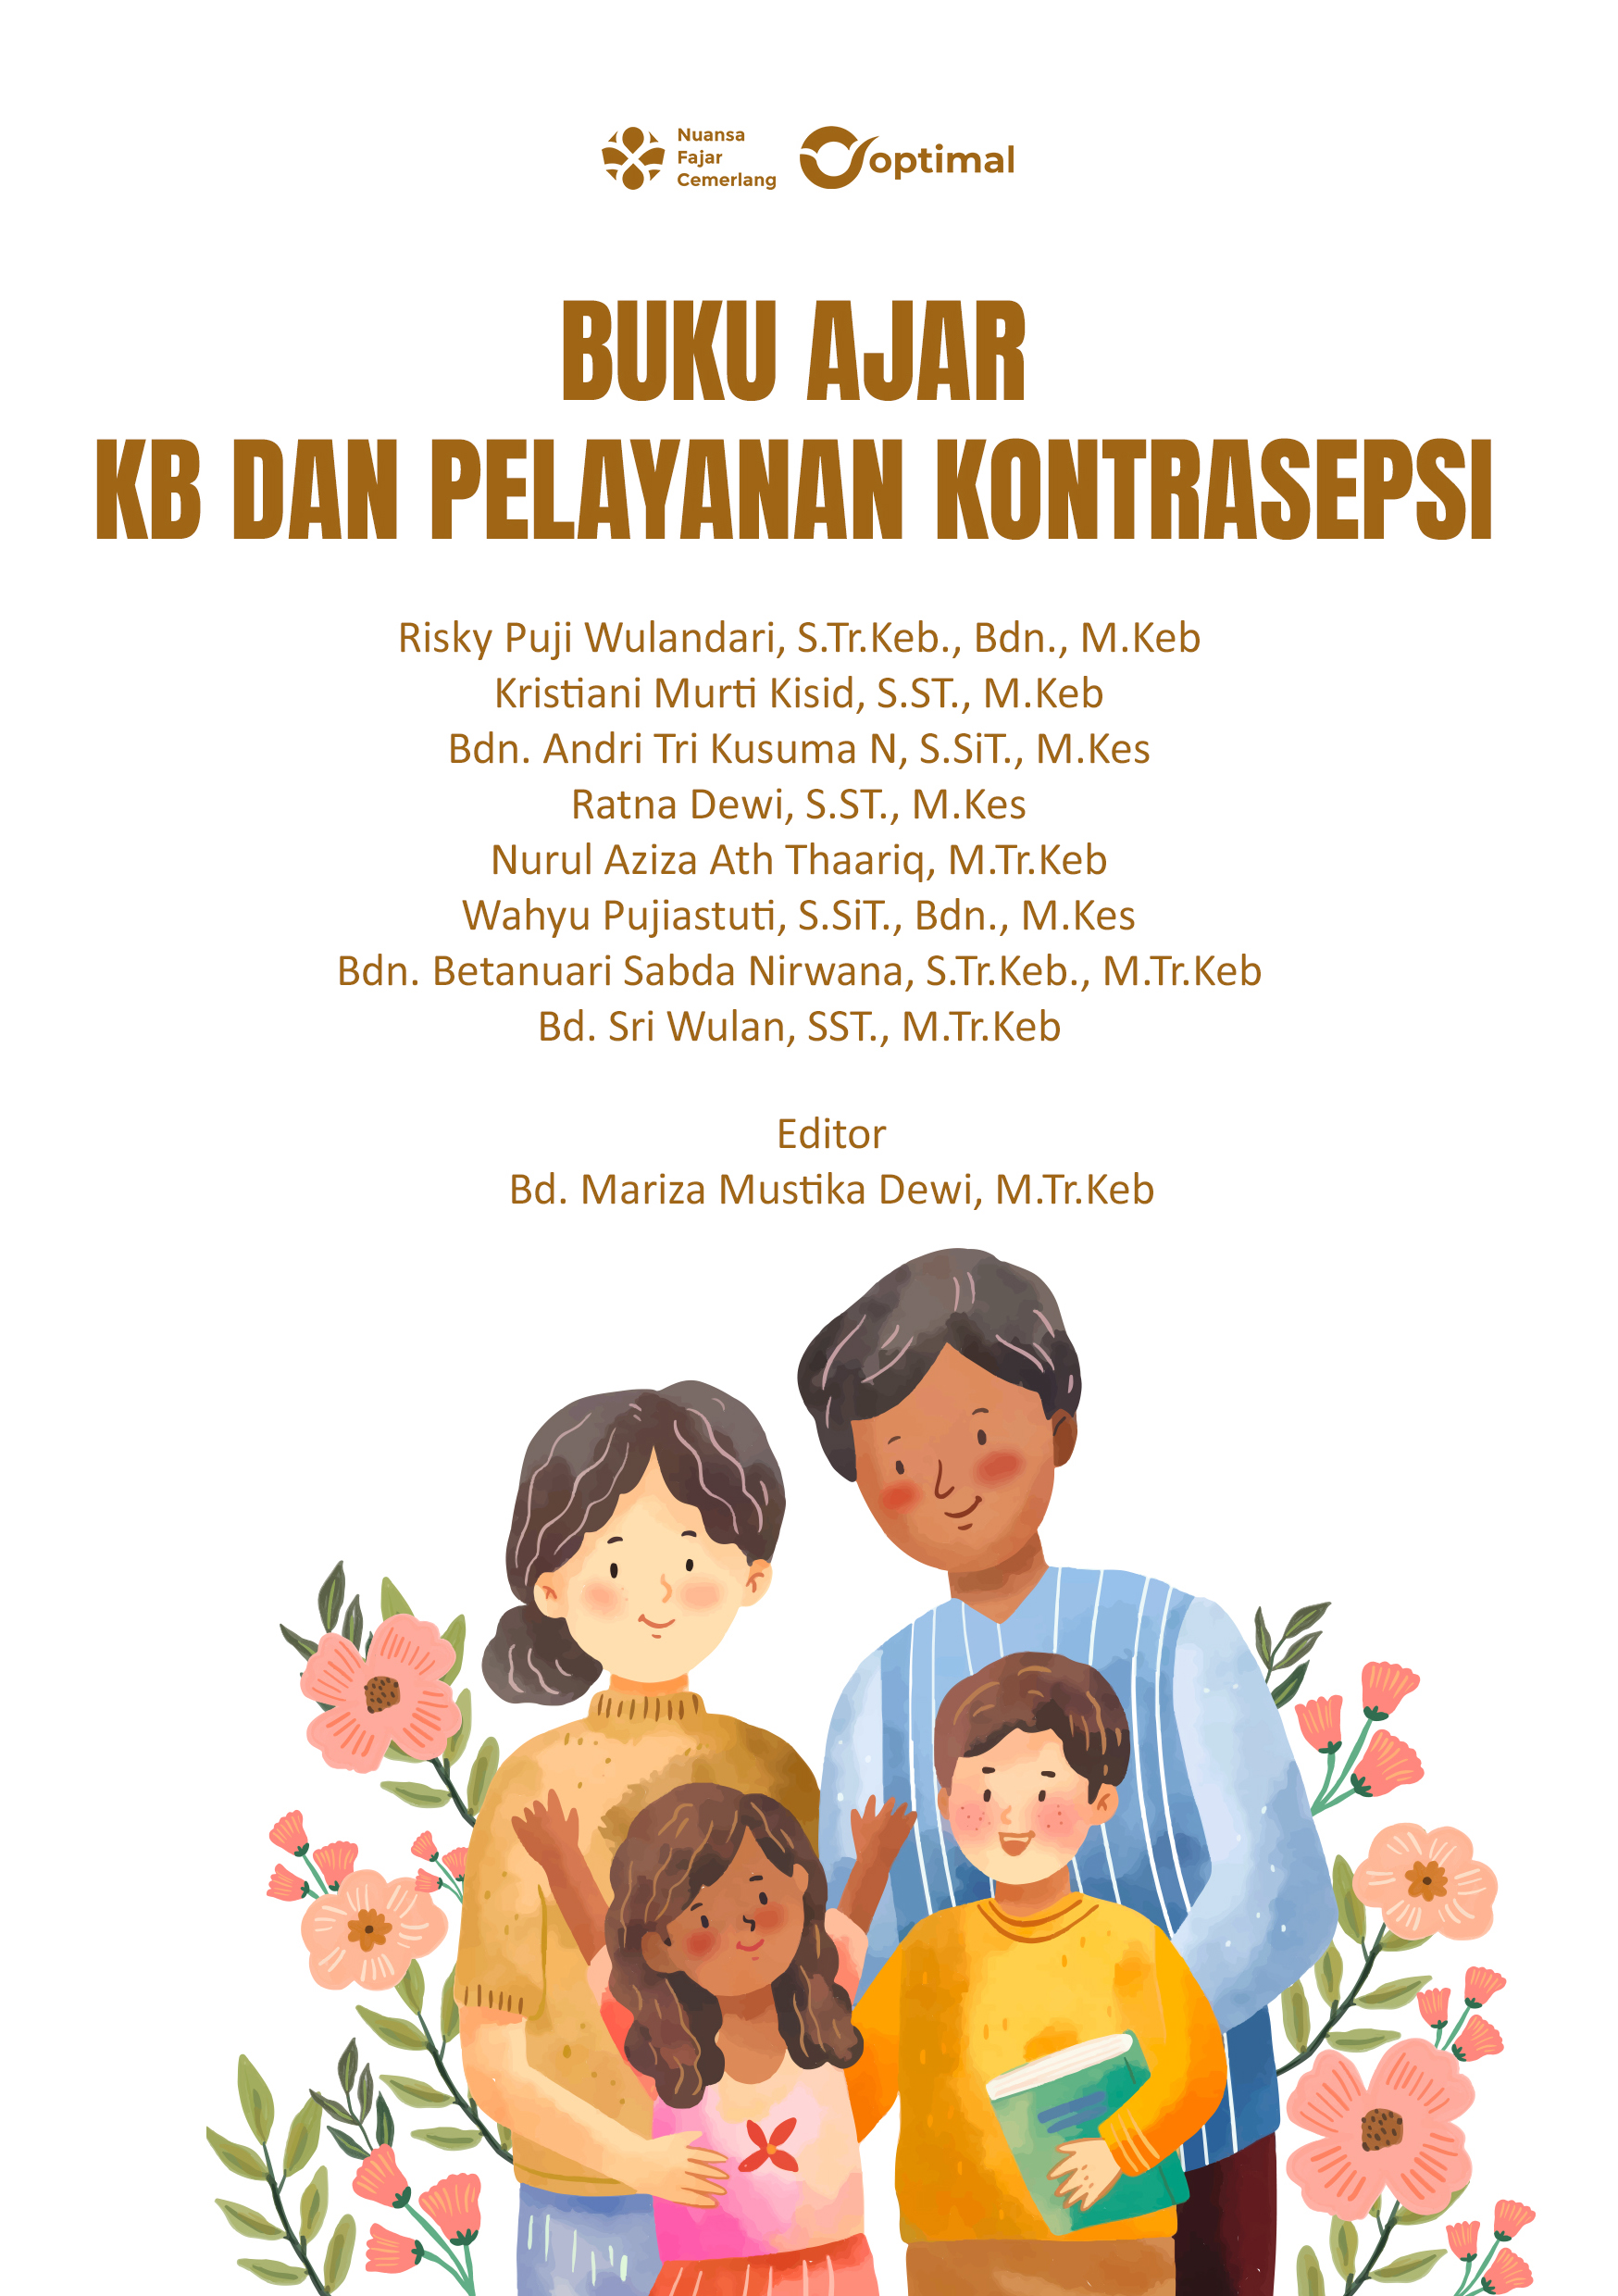 Nuansa
Fajar
Cemerlang
optimal
BUKU AJAR
KB DAN PELAYANAN KONTRASEPSI
Risky Puji Wulandari, S.Tr.Keb., Bdn., M.Keb
Kristiani Murti Kisid, S.ST., M.Keb
Bdn. Andri Tri Kusuma N, S.SiT., M.Kes
Ratna Dewi, S.ST., M.Kes
Nurul Aziza Ath Thaariq, M.Tr.Keb
Wahyu Pujiastuti, S.SiT., Bdn., M.Kes
Bdn. Betanuari Sabda Nirwana, S.Tr.Keb., M.Tr.Keb
Bd. Sri Wulan, SST., M.Tr.Keb
Editor
Bd. Mariza Mustika Dewi, M.Tr.Keb